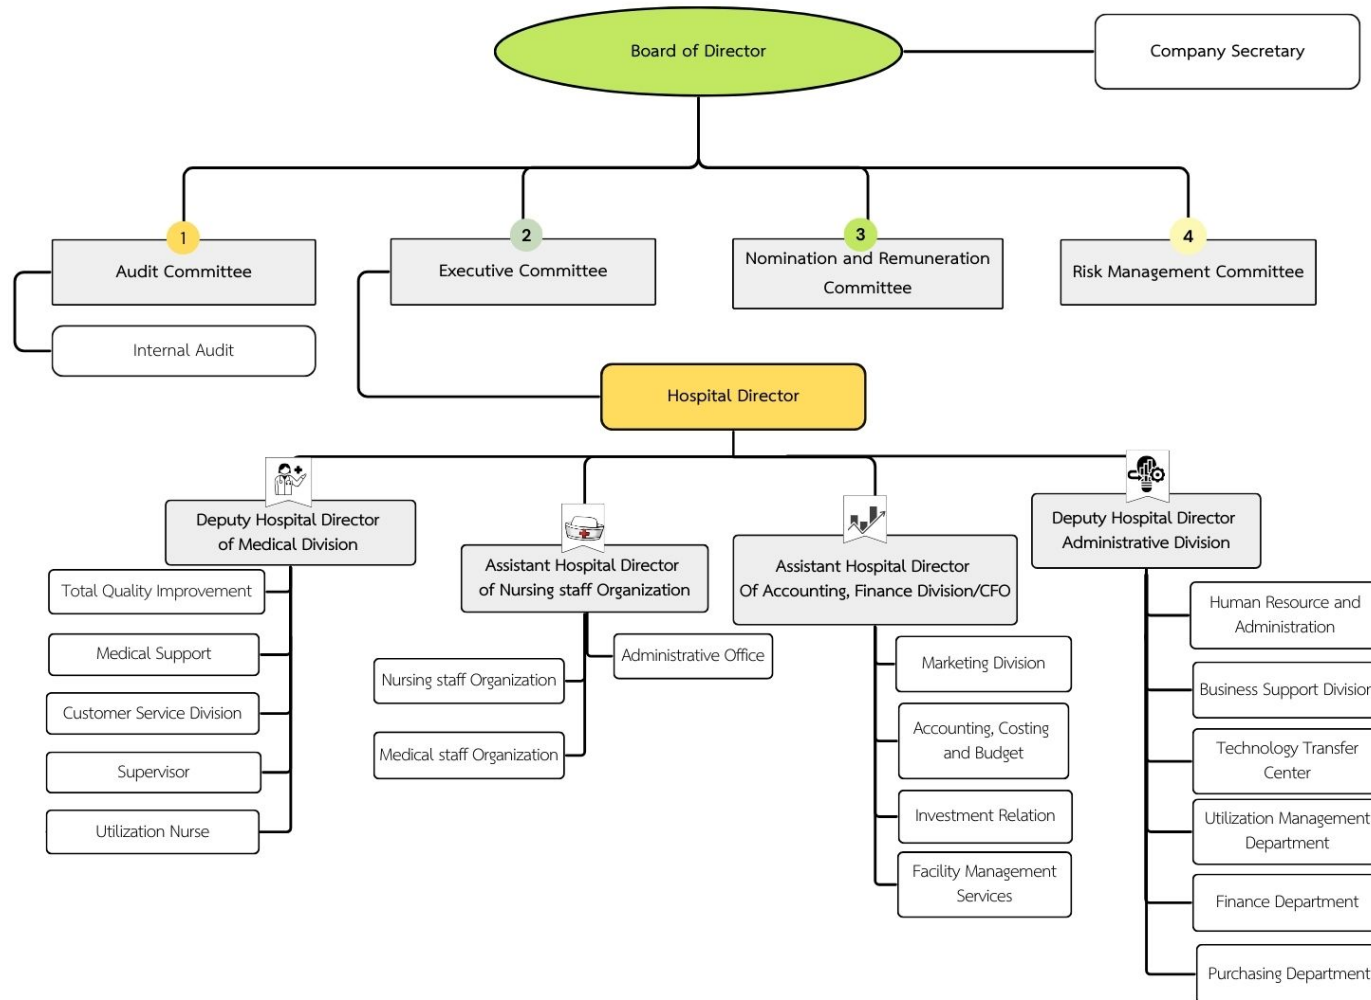 Board of Director
Company Secretary
1
2
3
4
Audit Committee
Executive Committee
Nomination and Remuneration
Committee
Risk Management Committee
Internal Audit
Hospital Director
Deputy Hospital Director
of Medical Division
Total Quality Improvement
Medical Support
Customer Service Division
Supervisor
Utilization Nurse
Assistant Hospital Director
of Nursing staff Organization
Administrative Office
Nursing staff Organization
Medical staff Organization
Assistant Hospital Director
Of Accounting, Finance Division/CFO
Marketing Division
Accounting, Costing
and Budget
Investment Relation
Facility Management
Services
Deputy Hospital Director
Administrative Division
Human Resource and
Administration
Business Support Division
Technology Transfer
Center
Utilization Management
Department
Finance Department
Purchasing Department